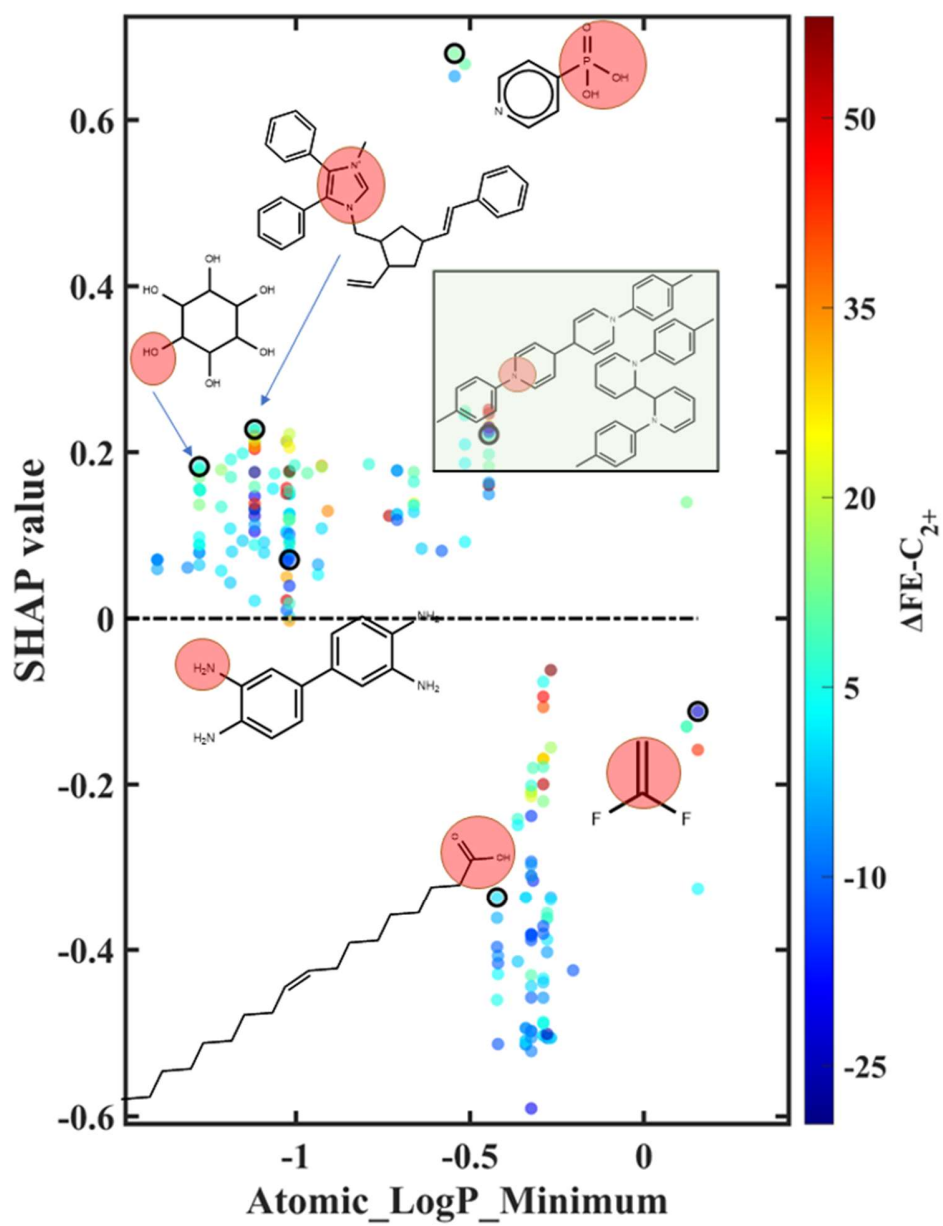 0.6
0.4
0.2
0
-0.2
-0.4
-0.6
SHAP value
-1
-0.5
0
Atomic_LogP_Minimum
50
35
20
5
-10
-25
ΔFE-C2+
O
P
OH
OH
N
N+
N
OH
HO
OH
HO
OH
OH
N
N
N
N
NH2
H2N
NH2
H2N
F
F
O
OH